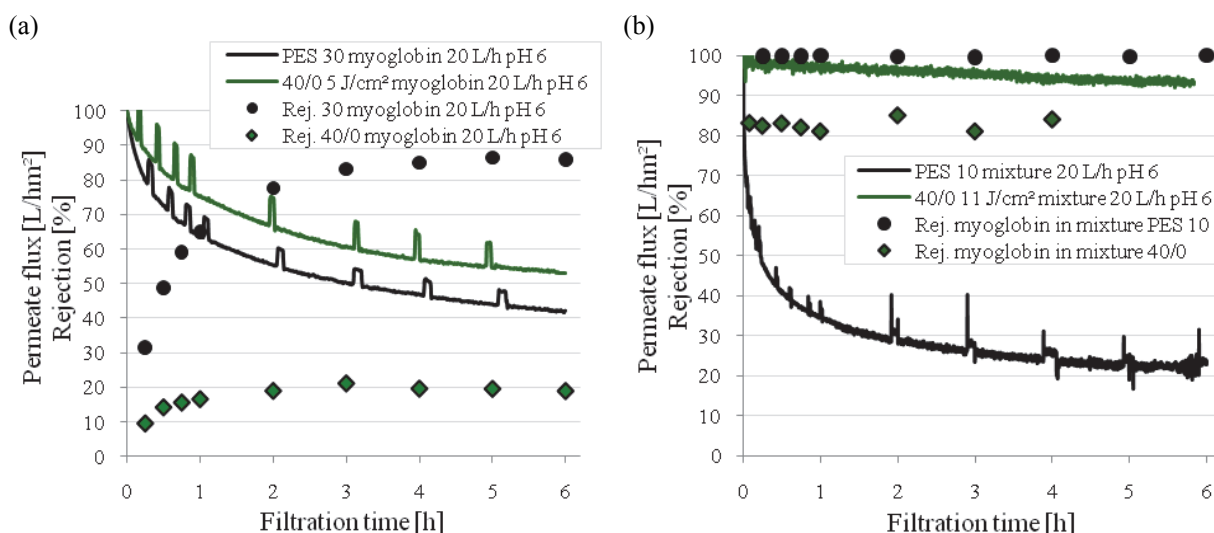 (a)
PES 30 myoglobin 20 L/h pH 6
40/0 5 J/cm² myoglobin 20 L/h pH 6
Rej. 30 myoglobin 20 L/h pH 6
Rej. 40/0 myoglobin 20 L/h pH 6
Permeate flux [L/hm²]
Rejection [%]
100
90
80
70
60
50
40
30
20
10
0
0 1 2 3 4 5 6
Filtration time [h]
(b)
PES 10 mixture 20 L/h pH 6
40/0 11 J/cm² mixture 20 L/h pH 6
Rej. myoglobin in mixture PES 10
Rej. myoglobin in mixture 40/0
Permeate flux [L/hm²]
Rejection [%]
100
90
80
70
60
50
40
30
20
10
0
0 1 2 3 4 5 6
Filtration time [h]